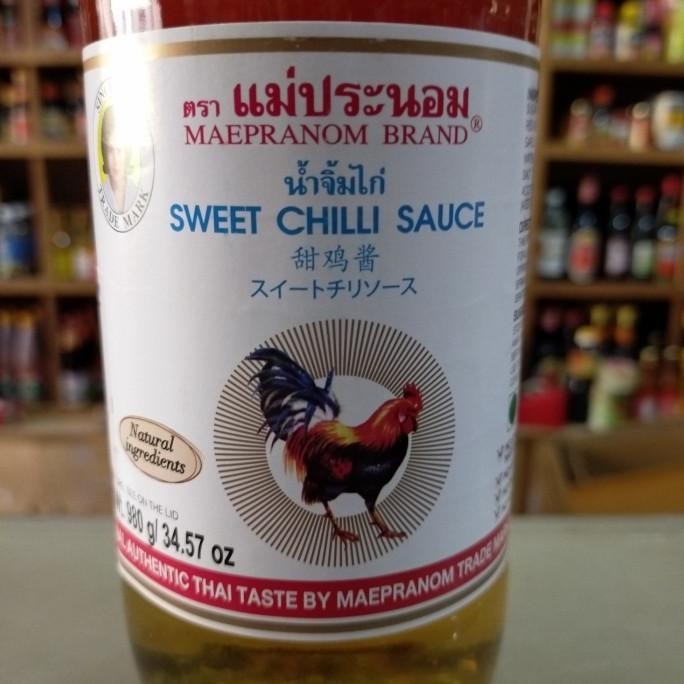 ตรา แม่ประนอม
MAEPRANOM BRAND®
น้ำจิ้มไก่
SWEET CHILLI SAUCE
甜鸡酱
スイートチリソース
TRADE MARK
Natural
ingredients
SEE ON THE LID
980 g/ 34.57 oz
AUTHENTIC THAI TASTE BY MAEPRANOM TRADE